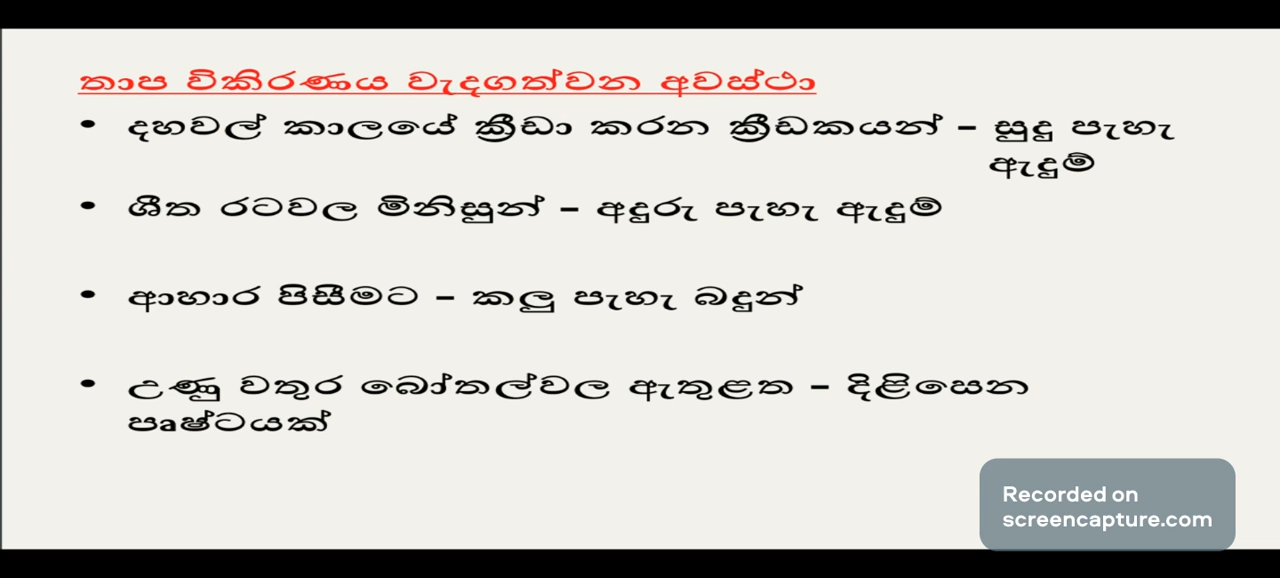 තාප විකිරණය වැදගත්වන අවස්ථා
• දහවල් කාලයේ ක්‍රීඩා කරන ක්‍රීඩකයන් – සුදු පැහැ
ඇඳුම්
• ශීත රටවල මිනිසුන් – අඳුරු පැහැ ඇඳුම්
• ආහාර පිසීමට – කලු පැහැ බඳුන්
• උණු වතුර බෝතල්වල ඇතුළත – දිළිසෙන
පෘෂ්ටයක්
Recorded on
screencapture.com